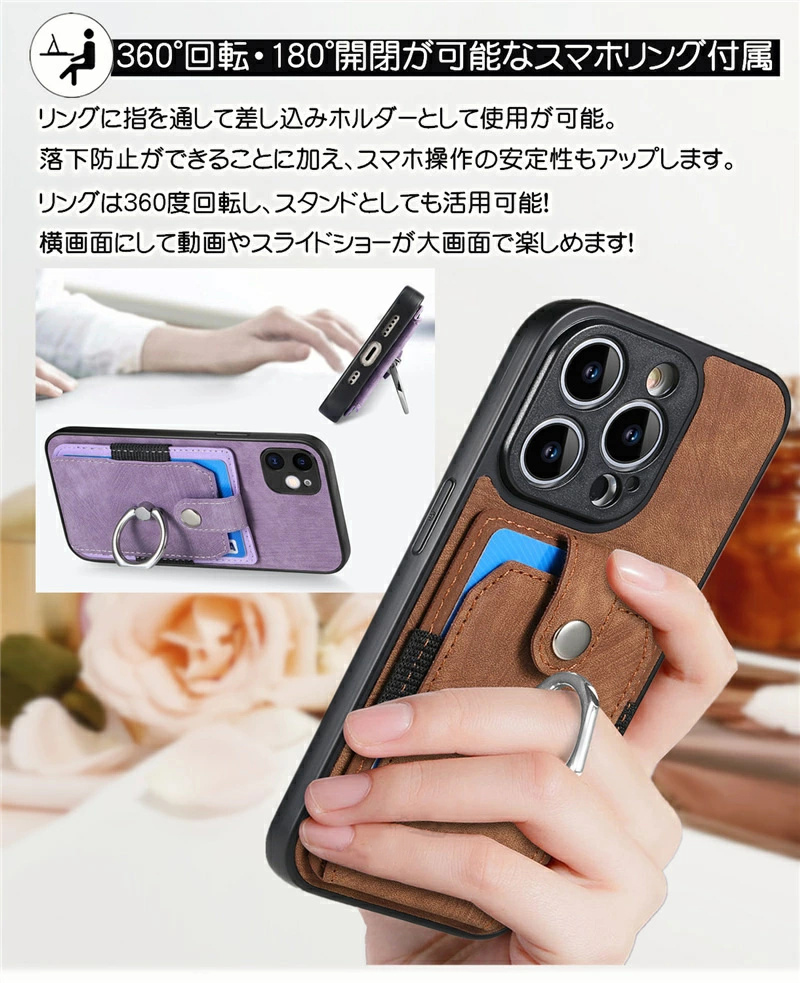 360°回転・180°開閉が可能なスマホリング付属
リングに指を通して差し込みホルダーとして使用が可能。
落下防止ができることに加え、スマホ操作の安定性もアップします。
リングは360度回転し、スタンドとしても活用可能!
横画面にして動画やスライドショーが大画面で楽しめます!